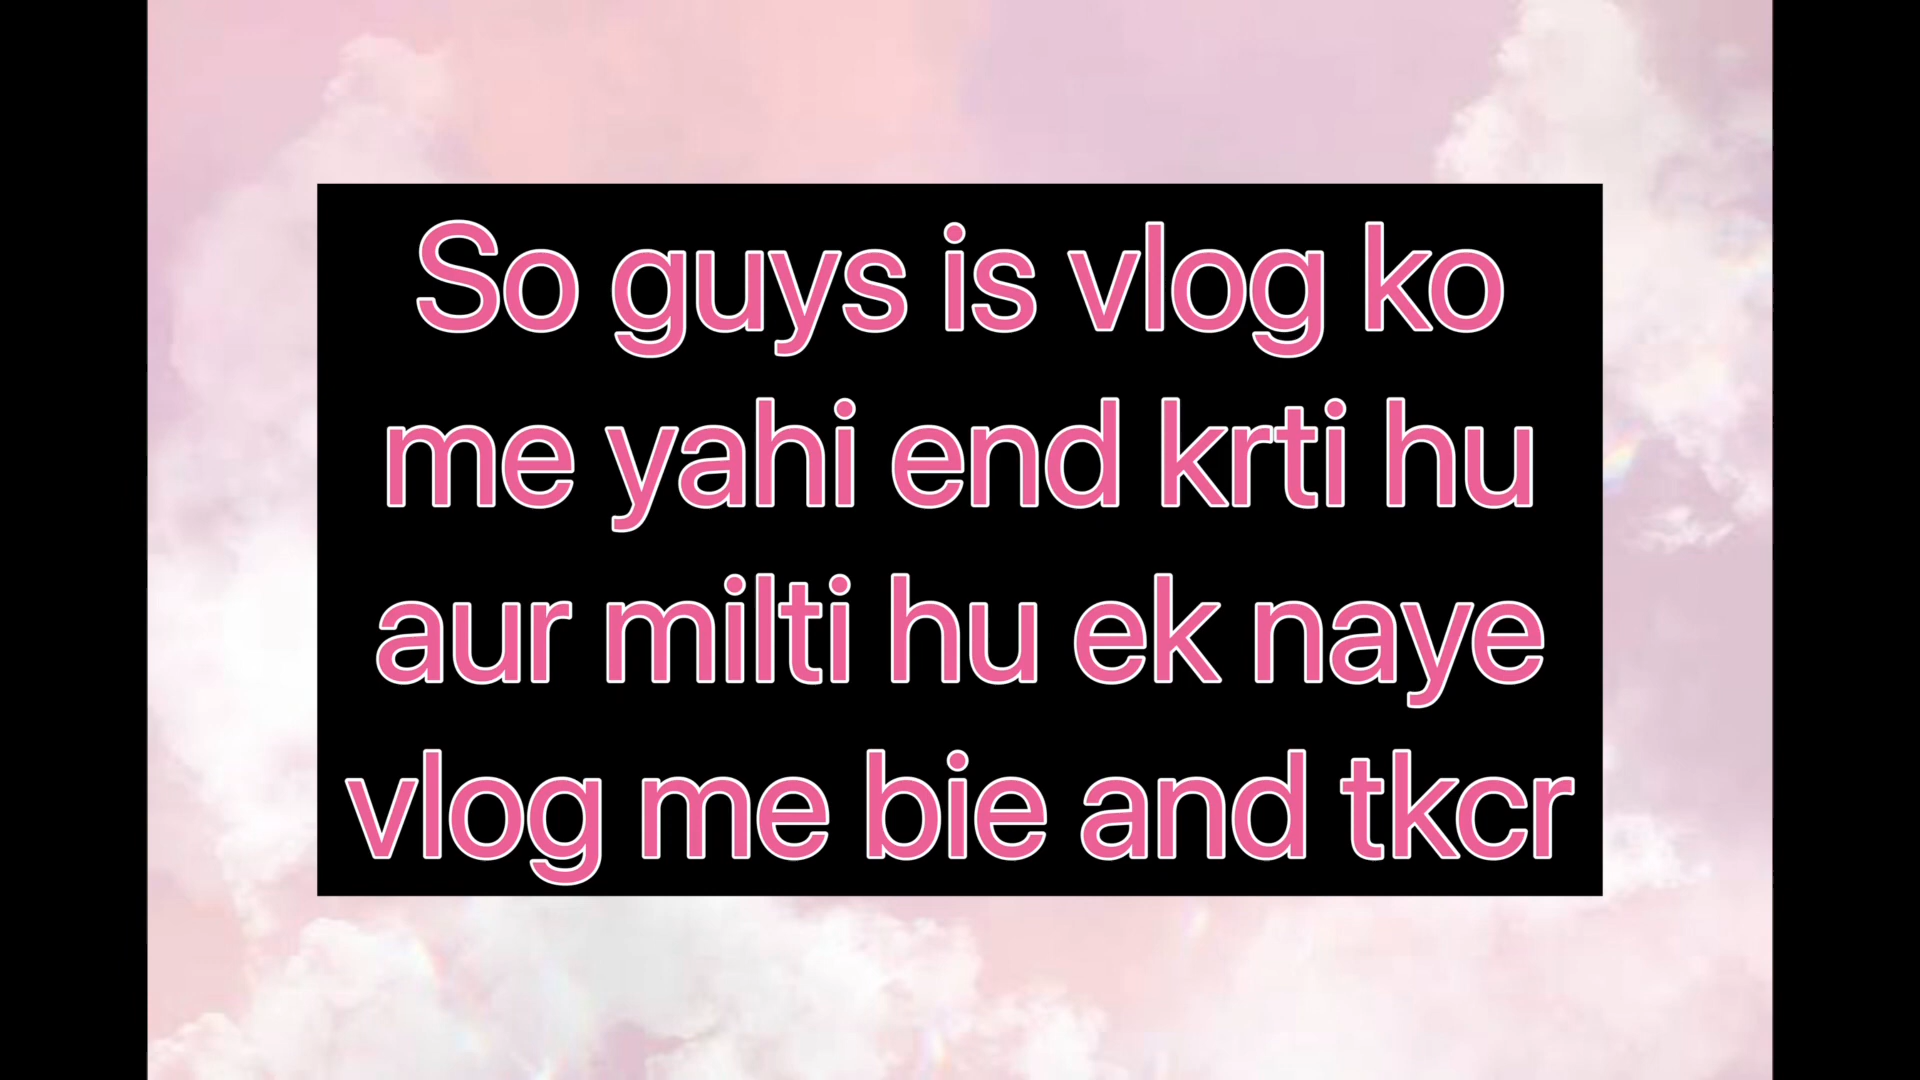 So guys is vlog ko
me yahi end krti hu
aur milti hu ek naye
vlog me bie and tkcr